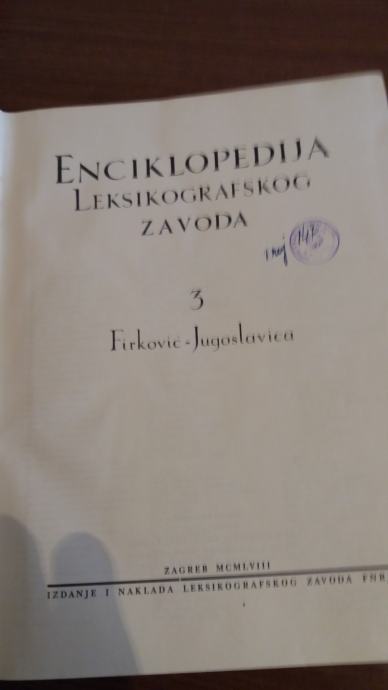 ENCIKLOPEDIJA
LEKSIKOGRAFSKOG
ZAVODA
3
Firković - Jugoslavica
ZAGREB MCMLVIII
IZDANJE I NAKLADA LEKSIKOGRAFSKOG ZAVODA FNRJ